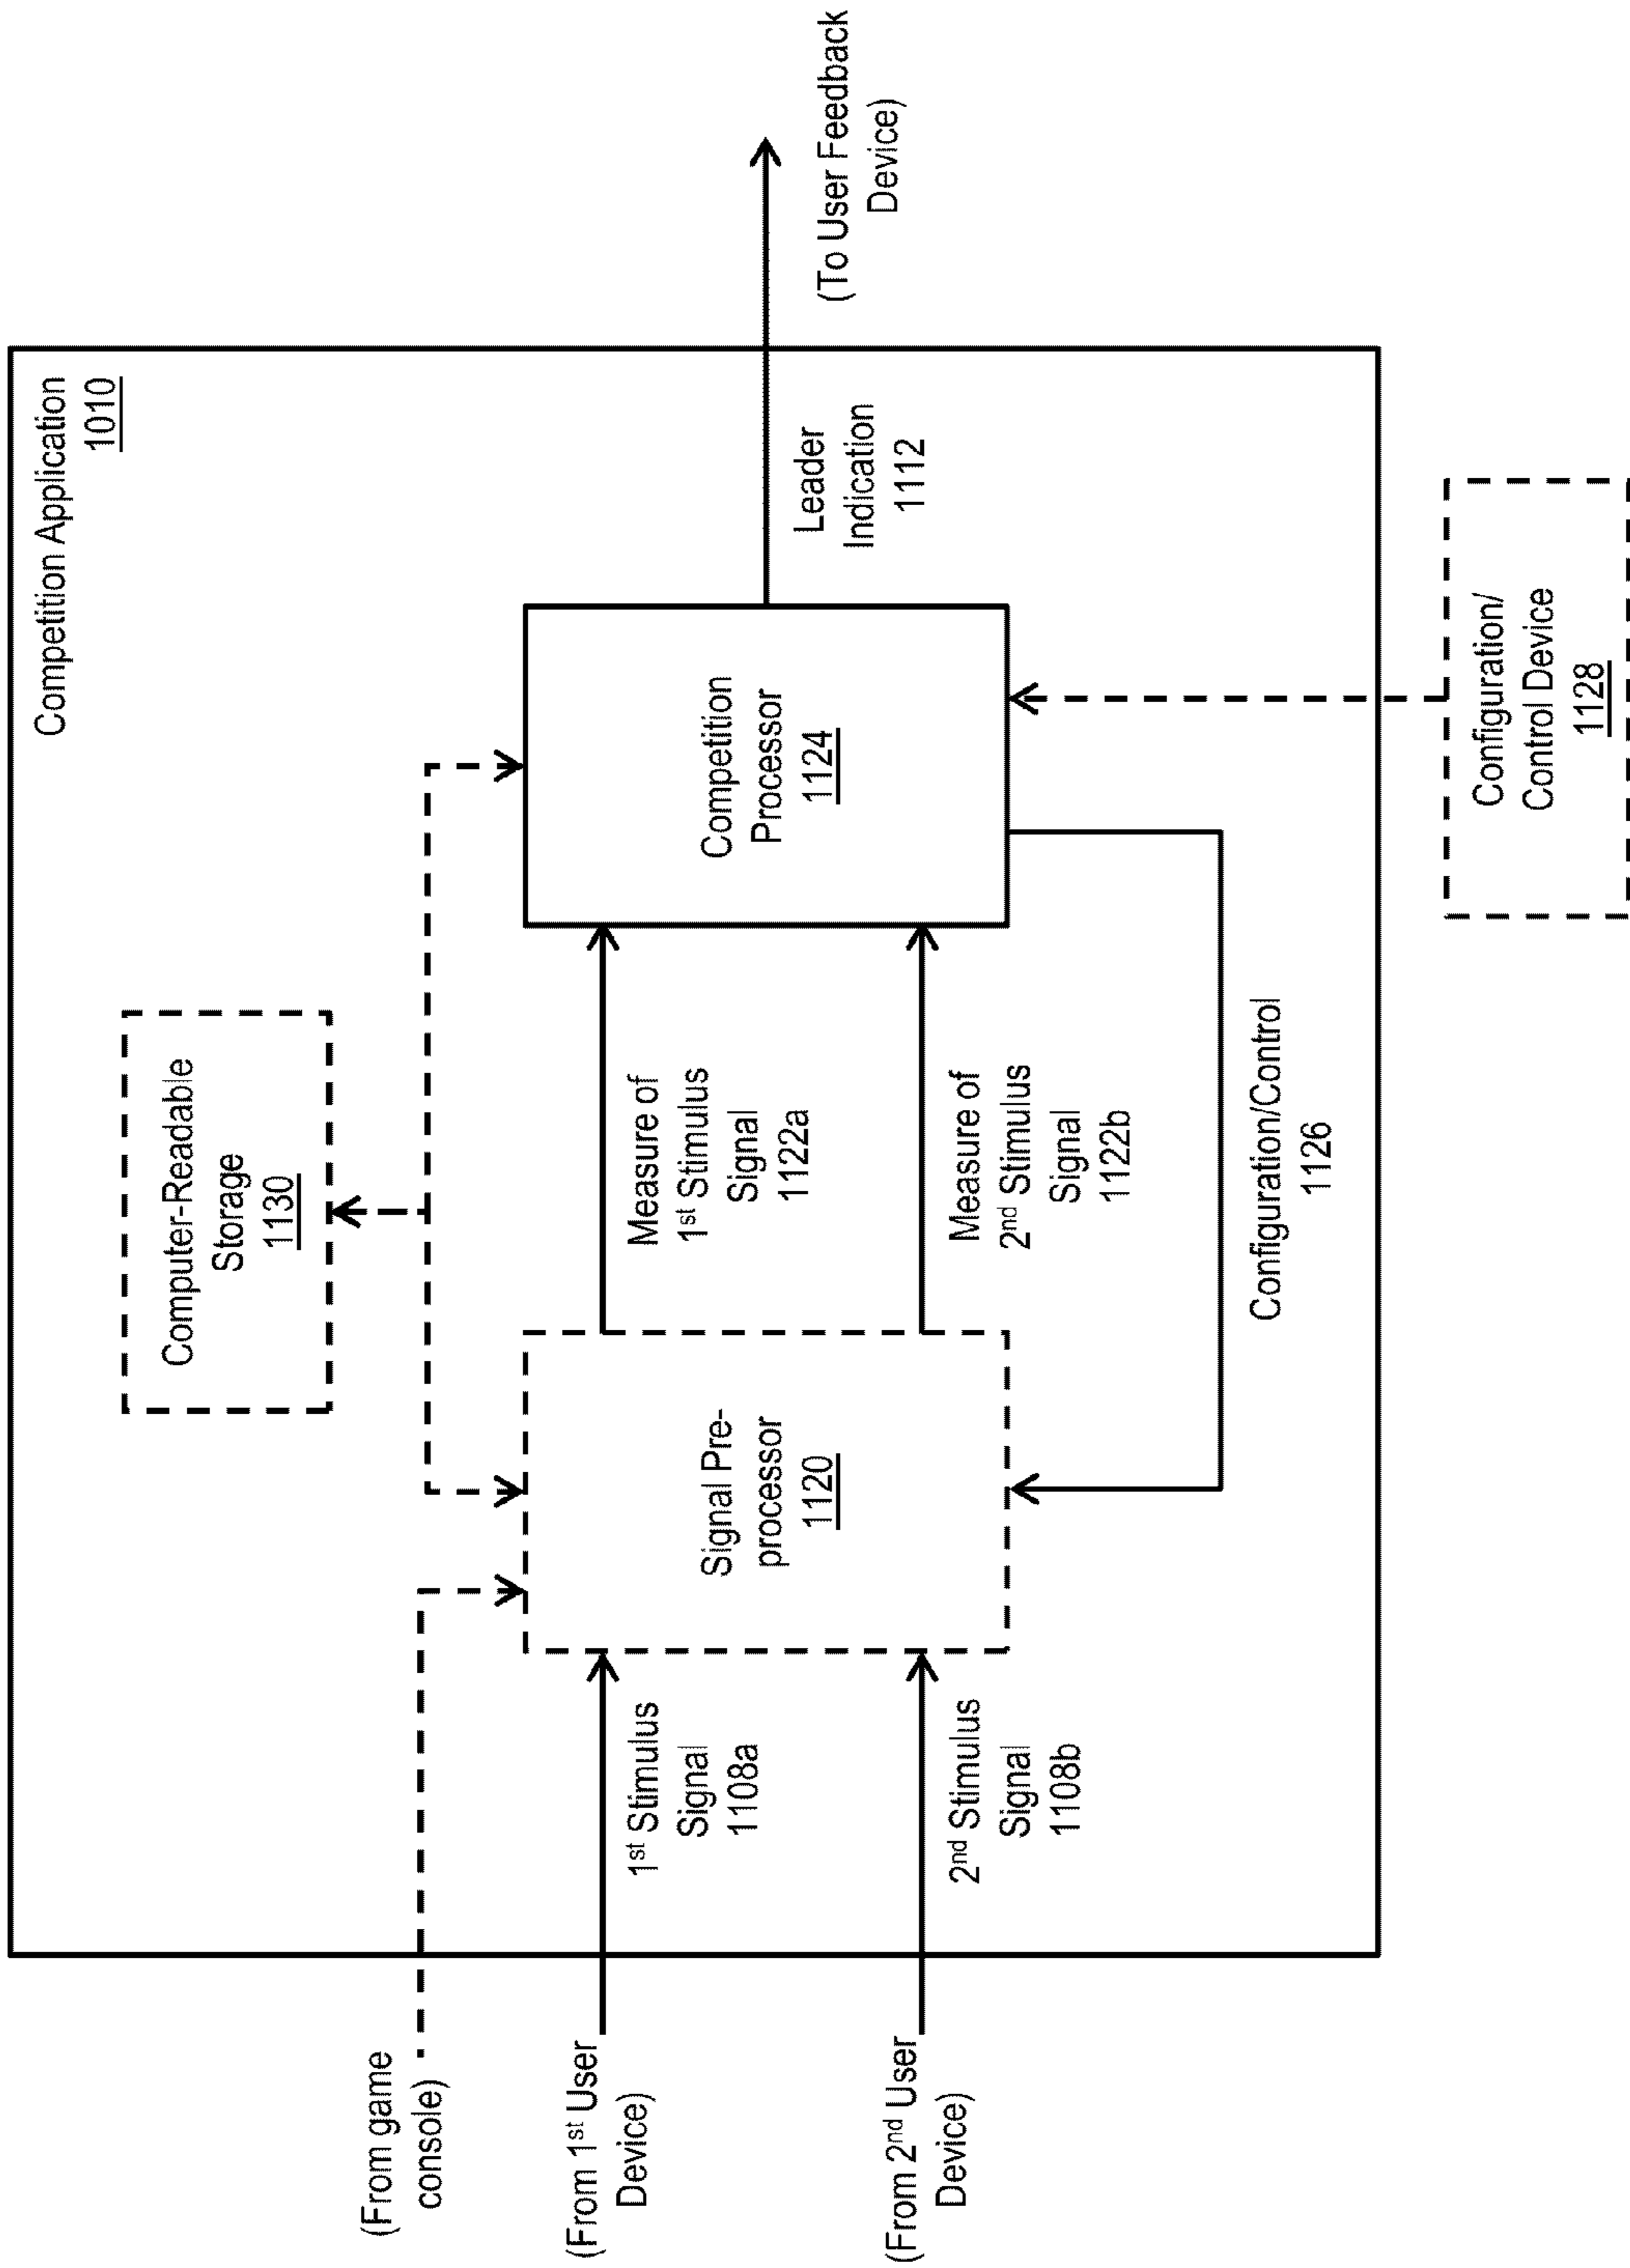 Competition Application
1010
Computer-Readable
Storage
1130
(From game
console)
(From 1st User
Device)
1st Stimulus
Signal
1108a
(From 2nd User
Device)
2nd Stimulus
Signal
1108b
Signal Pre-
processor
1120
Measure of
1st Stimulus
Signal
1122a
Measure of
2nd Stimulus
Signal
1122b
Competition
Processor
1124
Leader
Indication
1112
(To User Feedback
Device)
Configuration/Control
1126
Configuration/
Control Device
1128